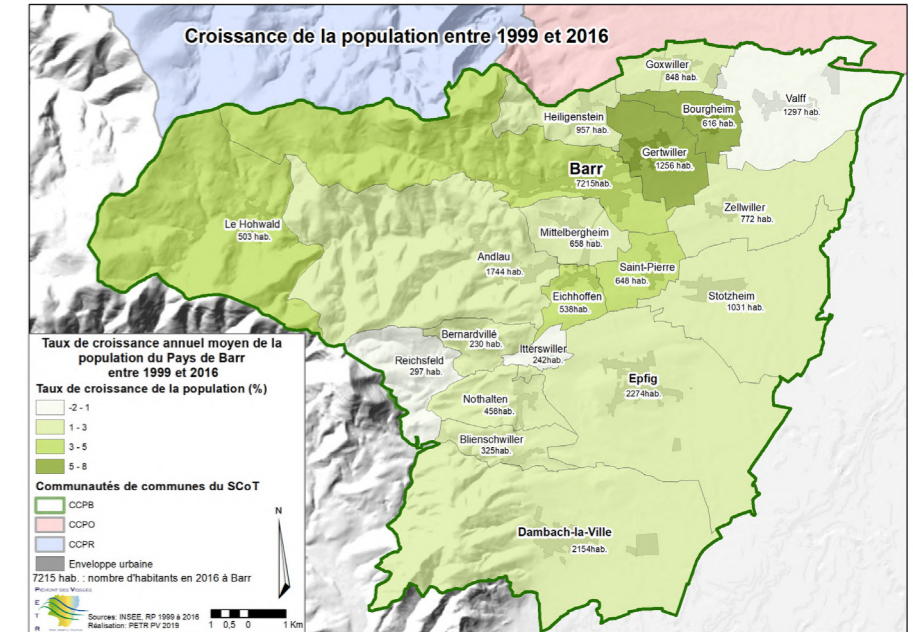 Croissance de la population entre 1999 et 2016
Goxwiller
848 hab.
Valff
1297 hab.
Bourgheim
616 hab.
Heiligenstein
957 hab.
Gertwiller
1256 hab.
Barr
7215hab.
Zellwiller
772 hab.
Le Hohwald
503 hab.
Mittelbergheim
658 hab.
Andlau
1744 hab.
Saint-Pierre
648 hab.
Eichhoffen
538hab.
Stotzheim
1031 hab.
Bernardvillé
230 hab.
Itterswiller
242hab.
Reichsfeld
297 hab.
Epfig
2274hab.
Nothalten
458hab.
Blienschwiller
325hab.
Dambach-la-Ville
2154hab.
Taux de croissance annuel moyen de la
population du Pays de Barr
entre 1999 et 2016
Taux de croissance de la population (%)
-2 - 1
1 - 3
3 - 5
5 - 8
Communautés de communes du SCoT
CCPB
CCPO
CCPR
Enveloppe urbaine
7215 hab. : nombre d'habitants en 2016 à Barr
PIÉMONT DES VOSGES
P
E
T
R
Sources: INSEE, RP 1999 à 2016
Réalisation: PETR PV 2019
N
1 0,5 0 1 Km